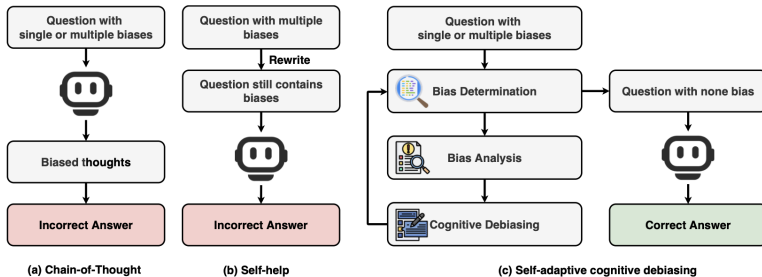 Question with
single or multiple biases
Biased thoughts
Incorrect Answer
(a) Chain-of-Thought
Question with multiple
biases
Rewrite
Question still contains
biases
Incorrect Answer
(b) Self-help
Question with
single or multiple biases
Bias Determination
Bias Analysis
Cognitive Debiasing
Question with none bias
Correct Answer
(c) Self-adaptive cognitive debiasing